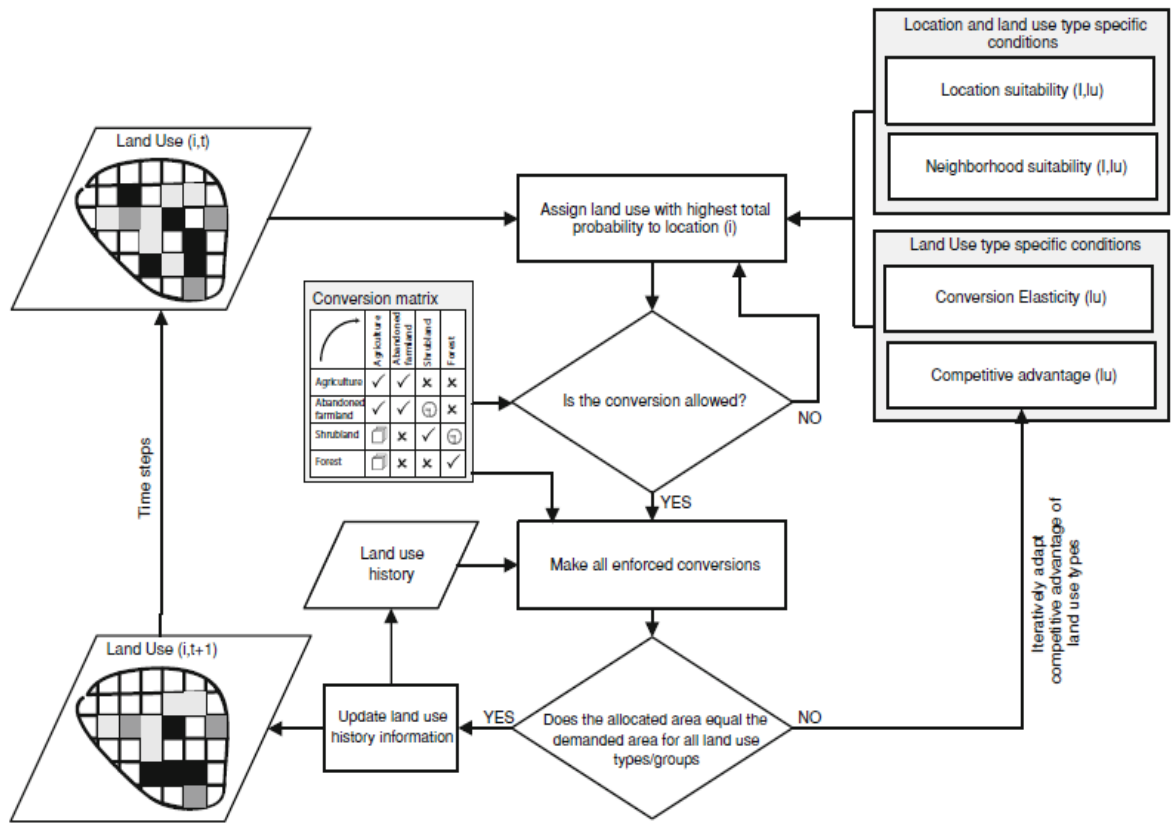 Location and land use type specific
conditions
Location suitability (l,lu)
Neighborhood suitability (l,lu)
Land Use (i,t)
Assign land use with highest total
probability to location (i)
Land Use type specific conditions
Conversion Elasticity (lu)
Competitive advantage (lu)
Conversion matrix
Agriculture
Abandoned
farmland
Shrubland
Forest
Agriculture
Abandoned
farmland
Shrubland
Forest
Is the conversion allowed?
NO
YES
Time steps
Land use
history
Make all enforced conversions
Iteratively adapt
competitive advantage of
land use types
Land Use (i,t+1)
Update land use
history information
YES
Does the allocated area equal the
demanded area for all land use
types/groups
NO